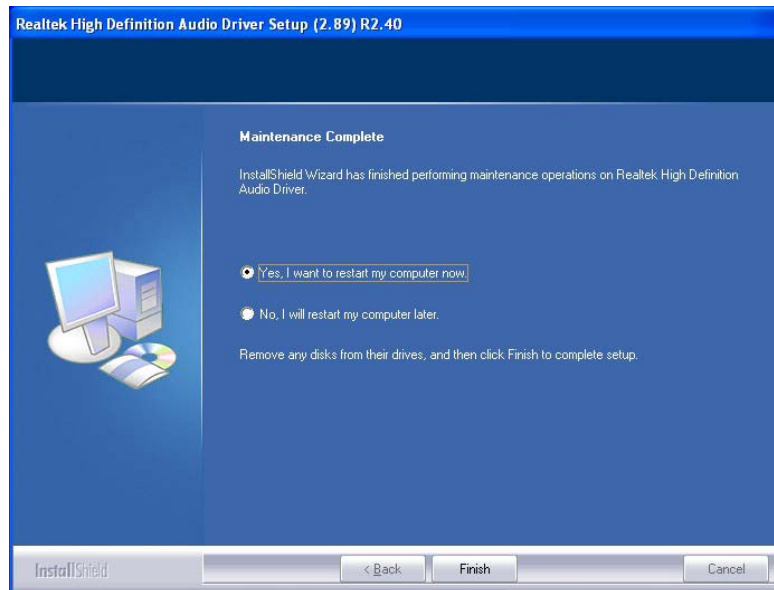 Realtek High Definition Audio Driver Setup (2.89) R2.40
Maintenance Complete
InstallShield Wizard has finished performing maintenance operations on Realtek High Definition
Audio Driver.
Yes, I want to restart my computer now.
No, I will restart my computer later.
Remove any disks from their drives, and then click Finish to complete setup.
InstallShield
< Back
Finish
Cancel